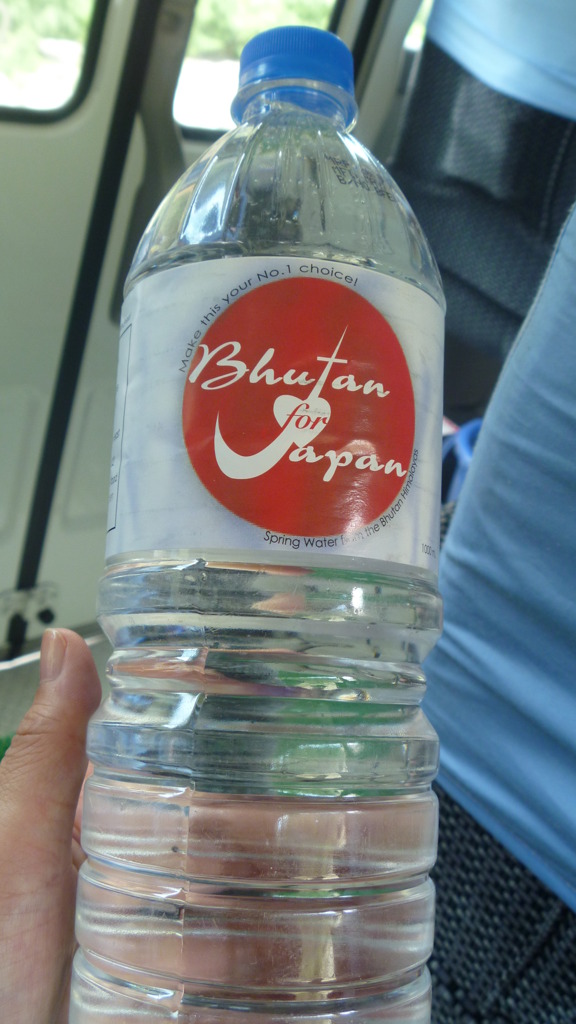 Make this your No.1 choice!
Bhutan
for
Japan
Spring Water from the Bhutan Himalayas